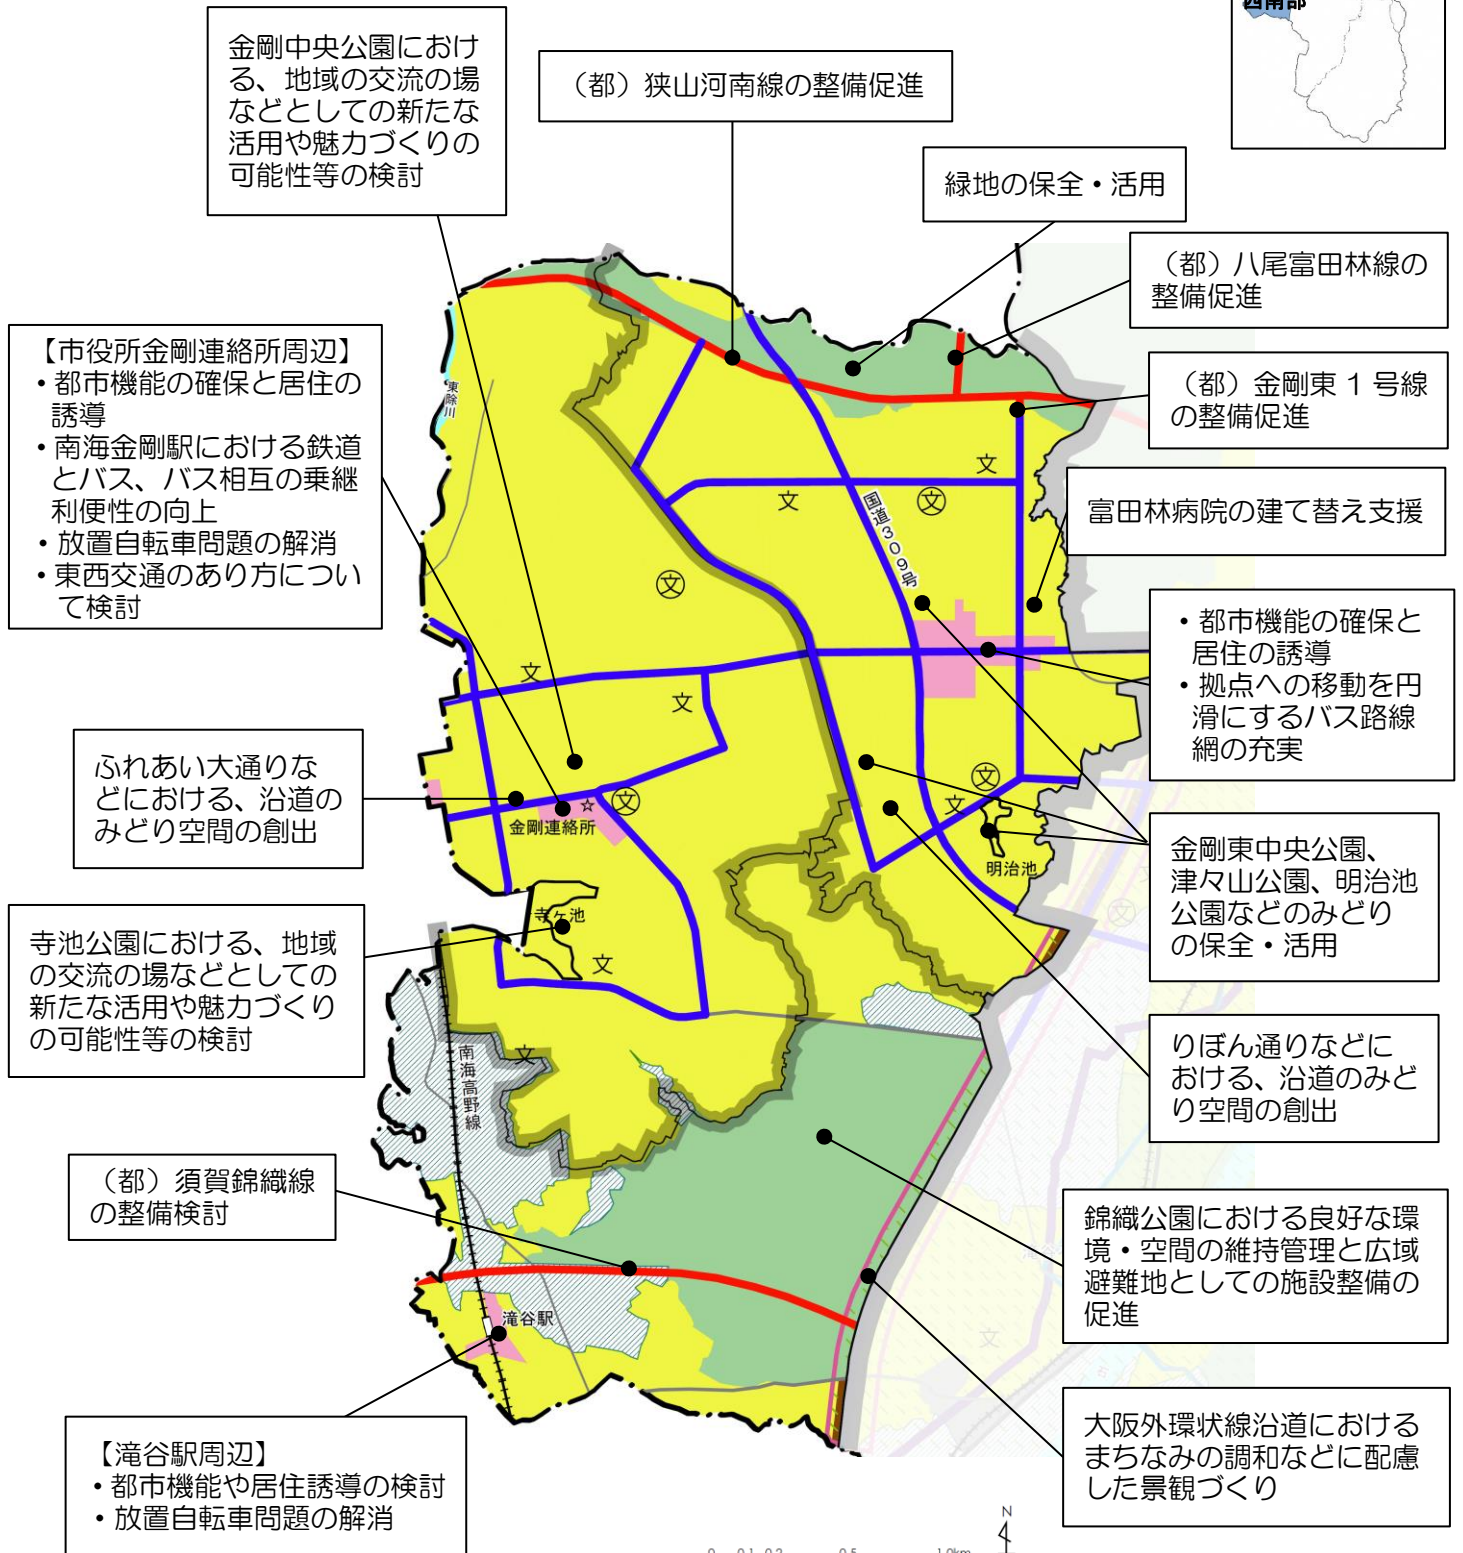 西南部
金剛中央公園におけ
る、地域の交流の場
などとしての新たな
活用や魅力づくりの
可能性等の検討
（都）狭山河南線の整備促進
緑地の保全・活用
（都）八尾富田林線の
整備促進
【市役所金剛連絡所周辺】
・都市機能の確保と居住の
誘導
・南海金剛駅における鉄道
とバス、バス相互の乗継
利便性の向上
・放置自転車問題の解消
・東西交通のあり方につい
て検討
（都）金剛東 1 号線
の整備促進
富田林病院の建て替え支援
・都市機能の確保と
居住の誘導
・拠点への移動を円
滑にするバス路線
網の充実
ふれあい大通りな
どにおける、沿道の
みどり空間の創出
金剛東中央公園、
津々山公園、明治池
公園などのみどり
の保全・活用
寺池公園における、地域
の交流の場などとしての
新たな活用や魅力づくり
の可能性等の検討
りぼん通りなどに
おける、沿道のみど
り空間の創出
（都）須賀錦織線
の整備検討
錦織公園における良好な環
境・空間の維持管理と広域
避難地としての施設整備の
促進
大阪外環状線沿道における
まちなみの調和などに配慮
した景観づくり
【滝谷駅周辺】
・都市機能や居住誘導の検討
・放置自転車問題の解消
東除川
国道309号
文
文
文
文
文
文
文
文
文
文
文
金剛連絡所
明治池
寺ヶ池
南海高野線
滝谷駅
N
0 0.1 0.2 0.5 1.0km